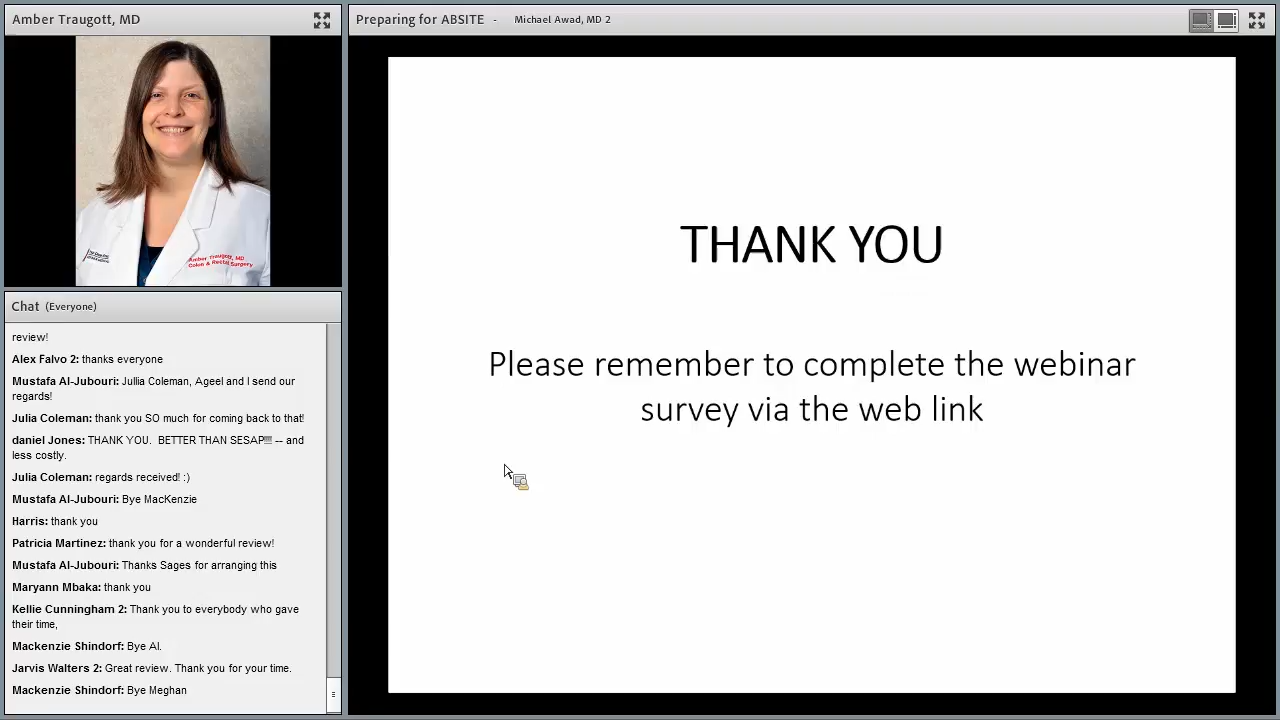 Amber Traugott, MD
Amber Traugott, MD
Colon & Rectal Surgery
Chat (Everyone)
review!
Alex Falvo 2: thanks everyone
Mustafa Al-Jubouri: Jullia Coleman, Ageel and I send our
regards!
Julia Coleman: thank you SO much for coming back to that!
daniel Jones: THANK YOU. BETTER THAN SESAP!!!! -- and
less costly.
Julia Coleman: regards received! :)
Mustafa Al-Jubouri: Bye MacKenzie
Harris: thank you
Patricia Martinez: thank you for a wonderful review!
Mustafa Al-Jubouri: Thanks Sages for arranging this
Maryann Mbaka: thank you
Kellie Cunningham 2: Thank you to everybody who gave
their time,
Mackenzie Shindorf: Bye Al.
Jarvis Walters 2: Great review. Thank you for your time.
Mackenzie Shindorf: Bye Meghan
Preparing for ABSITE - Michael Awad, MD 2
THANK YOU
Please remember to complete the webinar
survey via the web link